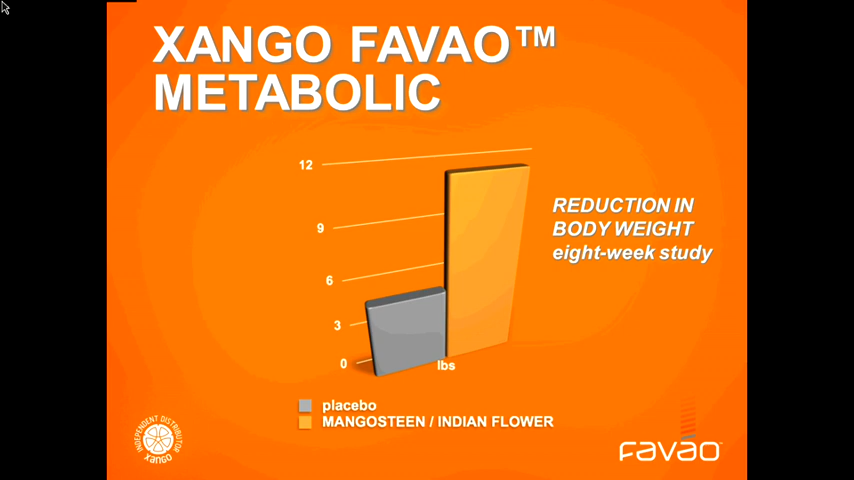 XANGO FAVAO™
METABOLIC
12
9
6
3
0
lbs
REDUCTION IN
BODY WEIGHT
eight-week study
placebo
MANGOSTEEN / INDIAN FLOWER
INDEPENDENT DISTRIBUTOR
XANGO
FAVAO